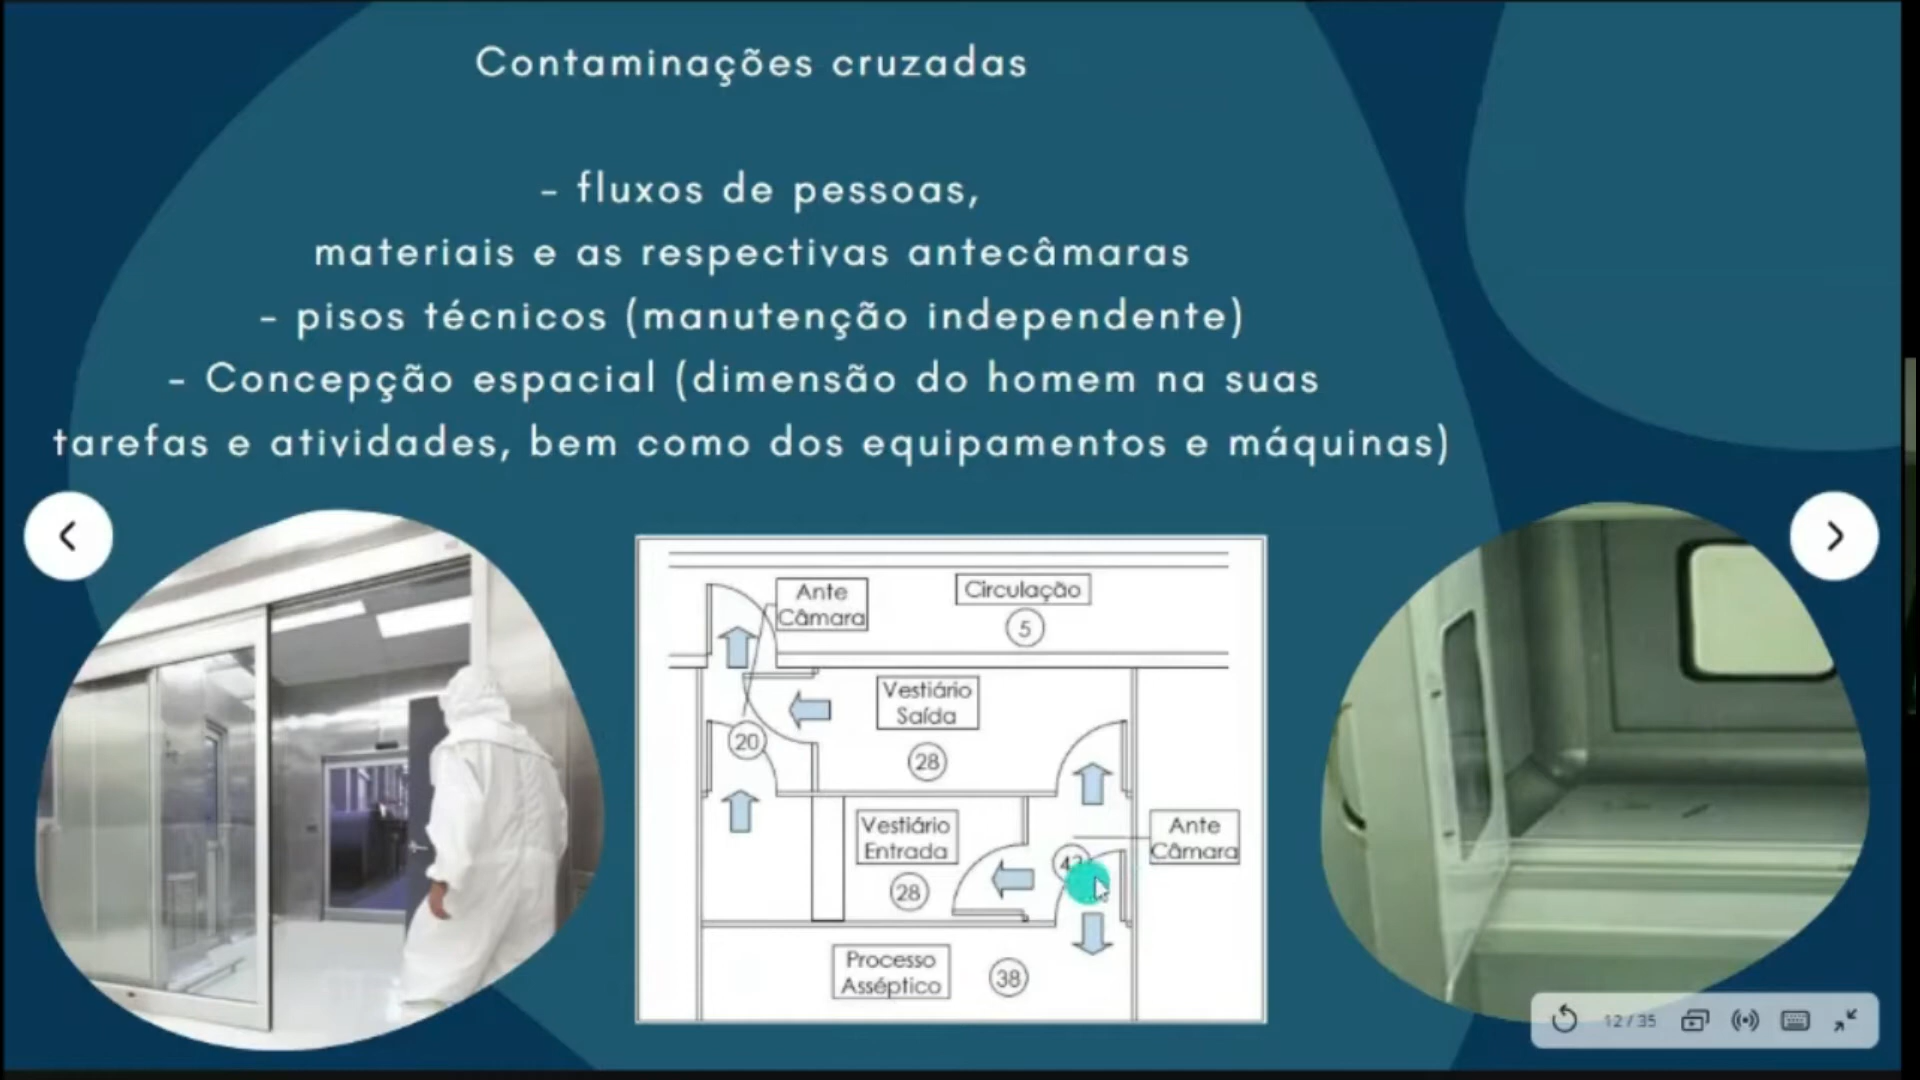 Contaminações cruzadas
- fluxos de pessoas,
materiais e as respectivas antecâmaras
- pisos técnicos (manutenção independente)
- Concepção espacial (dimensão do homem na suas
tarefas e atividades, bem como dos equipamentos e máquinas)
Ante
Câmara
Circulação
5
Vestiário
Saída
20
28
Vestiário
Entrada
28
Ante
Câmara
Processo
Asséptico
38
12 / 35